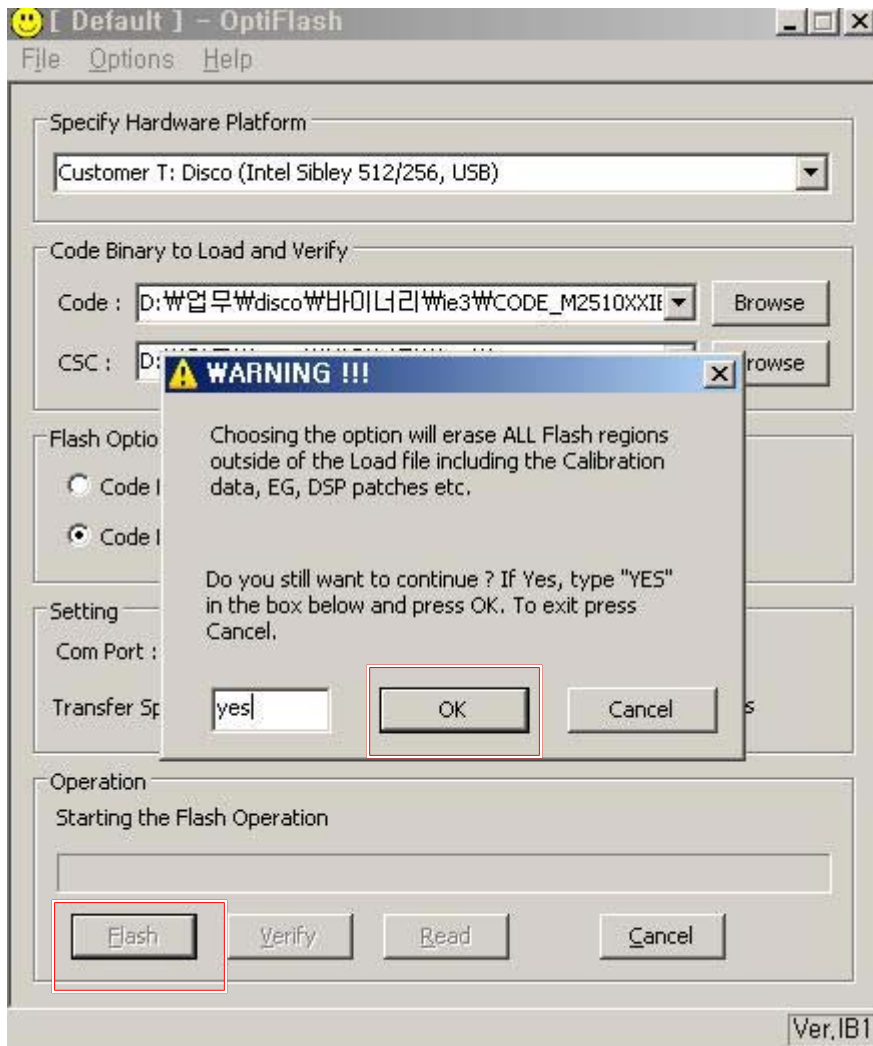 [ Default ] - OptiFlash
File Options Help
Specify Hardware Platform
Customer T: Disco (Intel Sibley 512/256, USB)
Code Binary to Load and Verify
Code : D:₩업무₩disco₩바이너리₩ie3₩CODE_M2510XXIE Browse
CSC : D:
WARNING !!!
Choosing the option will erase ALL Flash regions
outside of the Load file including the Calibration
data, EG, DSP patches etc.
Flash Optio
Code
Code
Do you still want to continue ? If Yes, type "YES"
in the box below and press OK. To exit press
Cancel.
Setting
Com Port :
Transfer Sp
yes OK Cancel
Operation
Starting the Flash Operation
Flash Verify Read Cancel
Ver,IB1